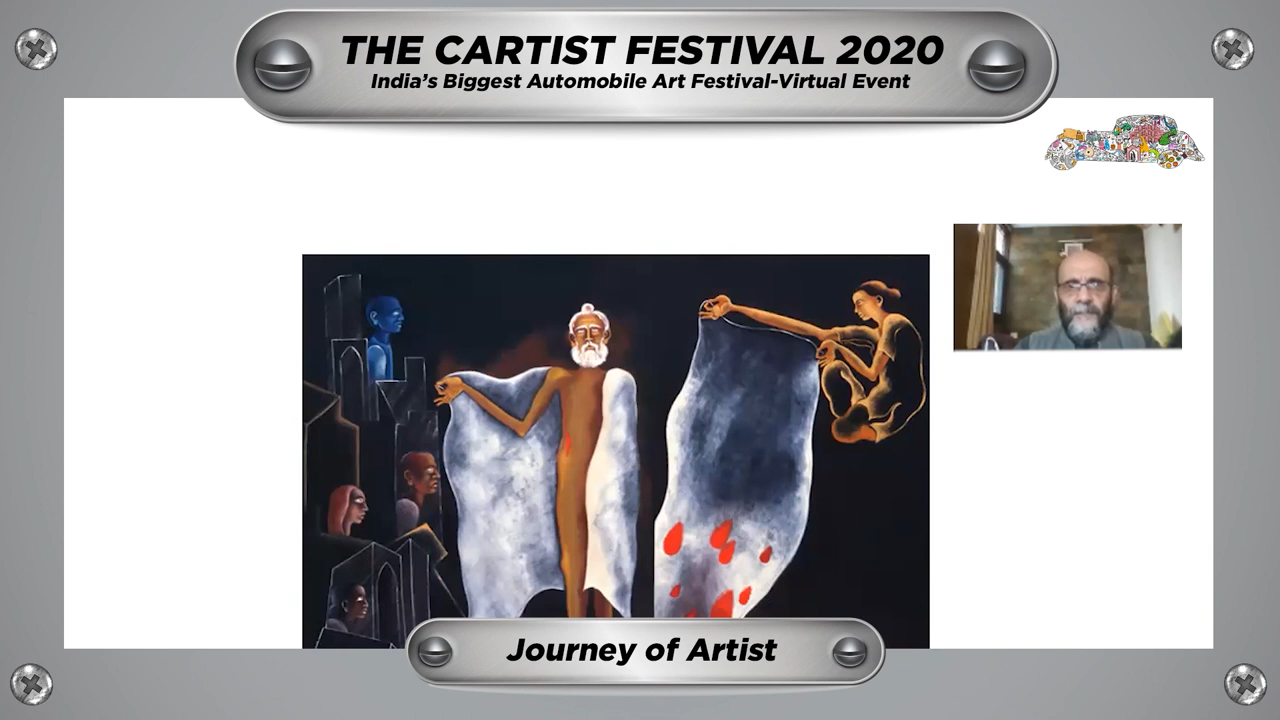 THE CARTIST FESTIVAL 2020
India's Biggest Automobile Art Festival-Virtual Event
Journey of Artist